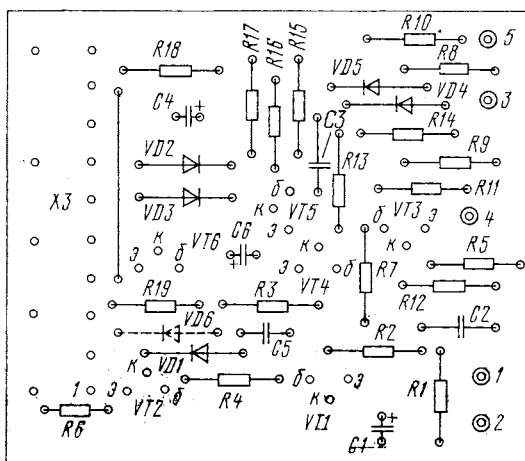 R10
5
R17
R16
R15
R18
VD5
R8
VD4
3
C4
+
C3
R14
VD2
R13
R9
R11
X3
VD3
б
к
VT5
б
VT3
э
4
C6
э
к
VT6
к
R5
э
б
+
э
VT4
б
R7
R12
R19
R3
C2
VD6
C5
R2
VD1
к
1
1
э
б
R4
б
э
R1
VT2
к
R6
VT1
+
C1
2